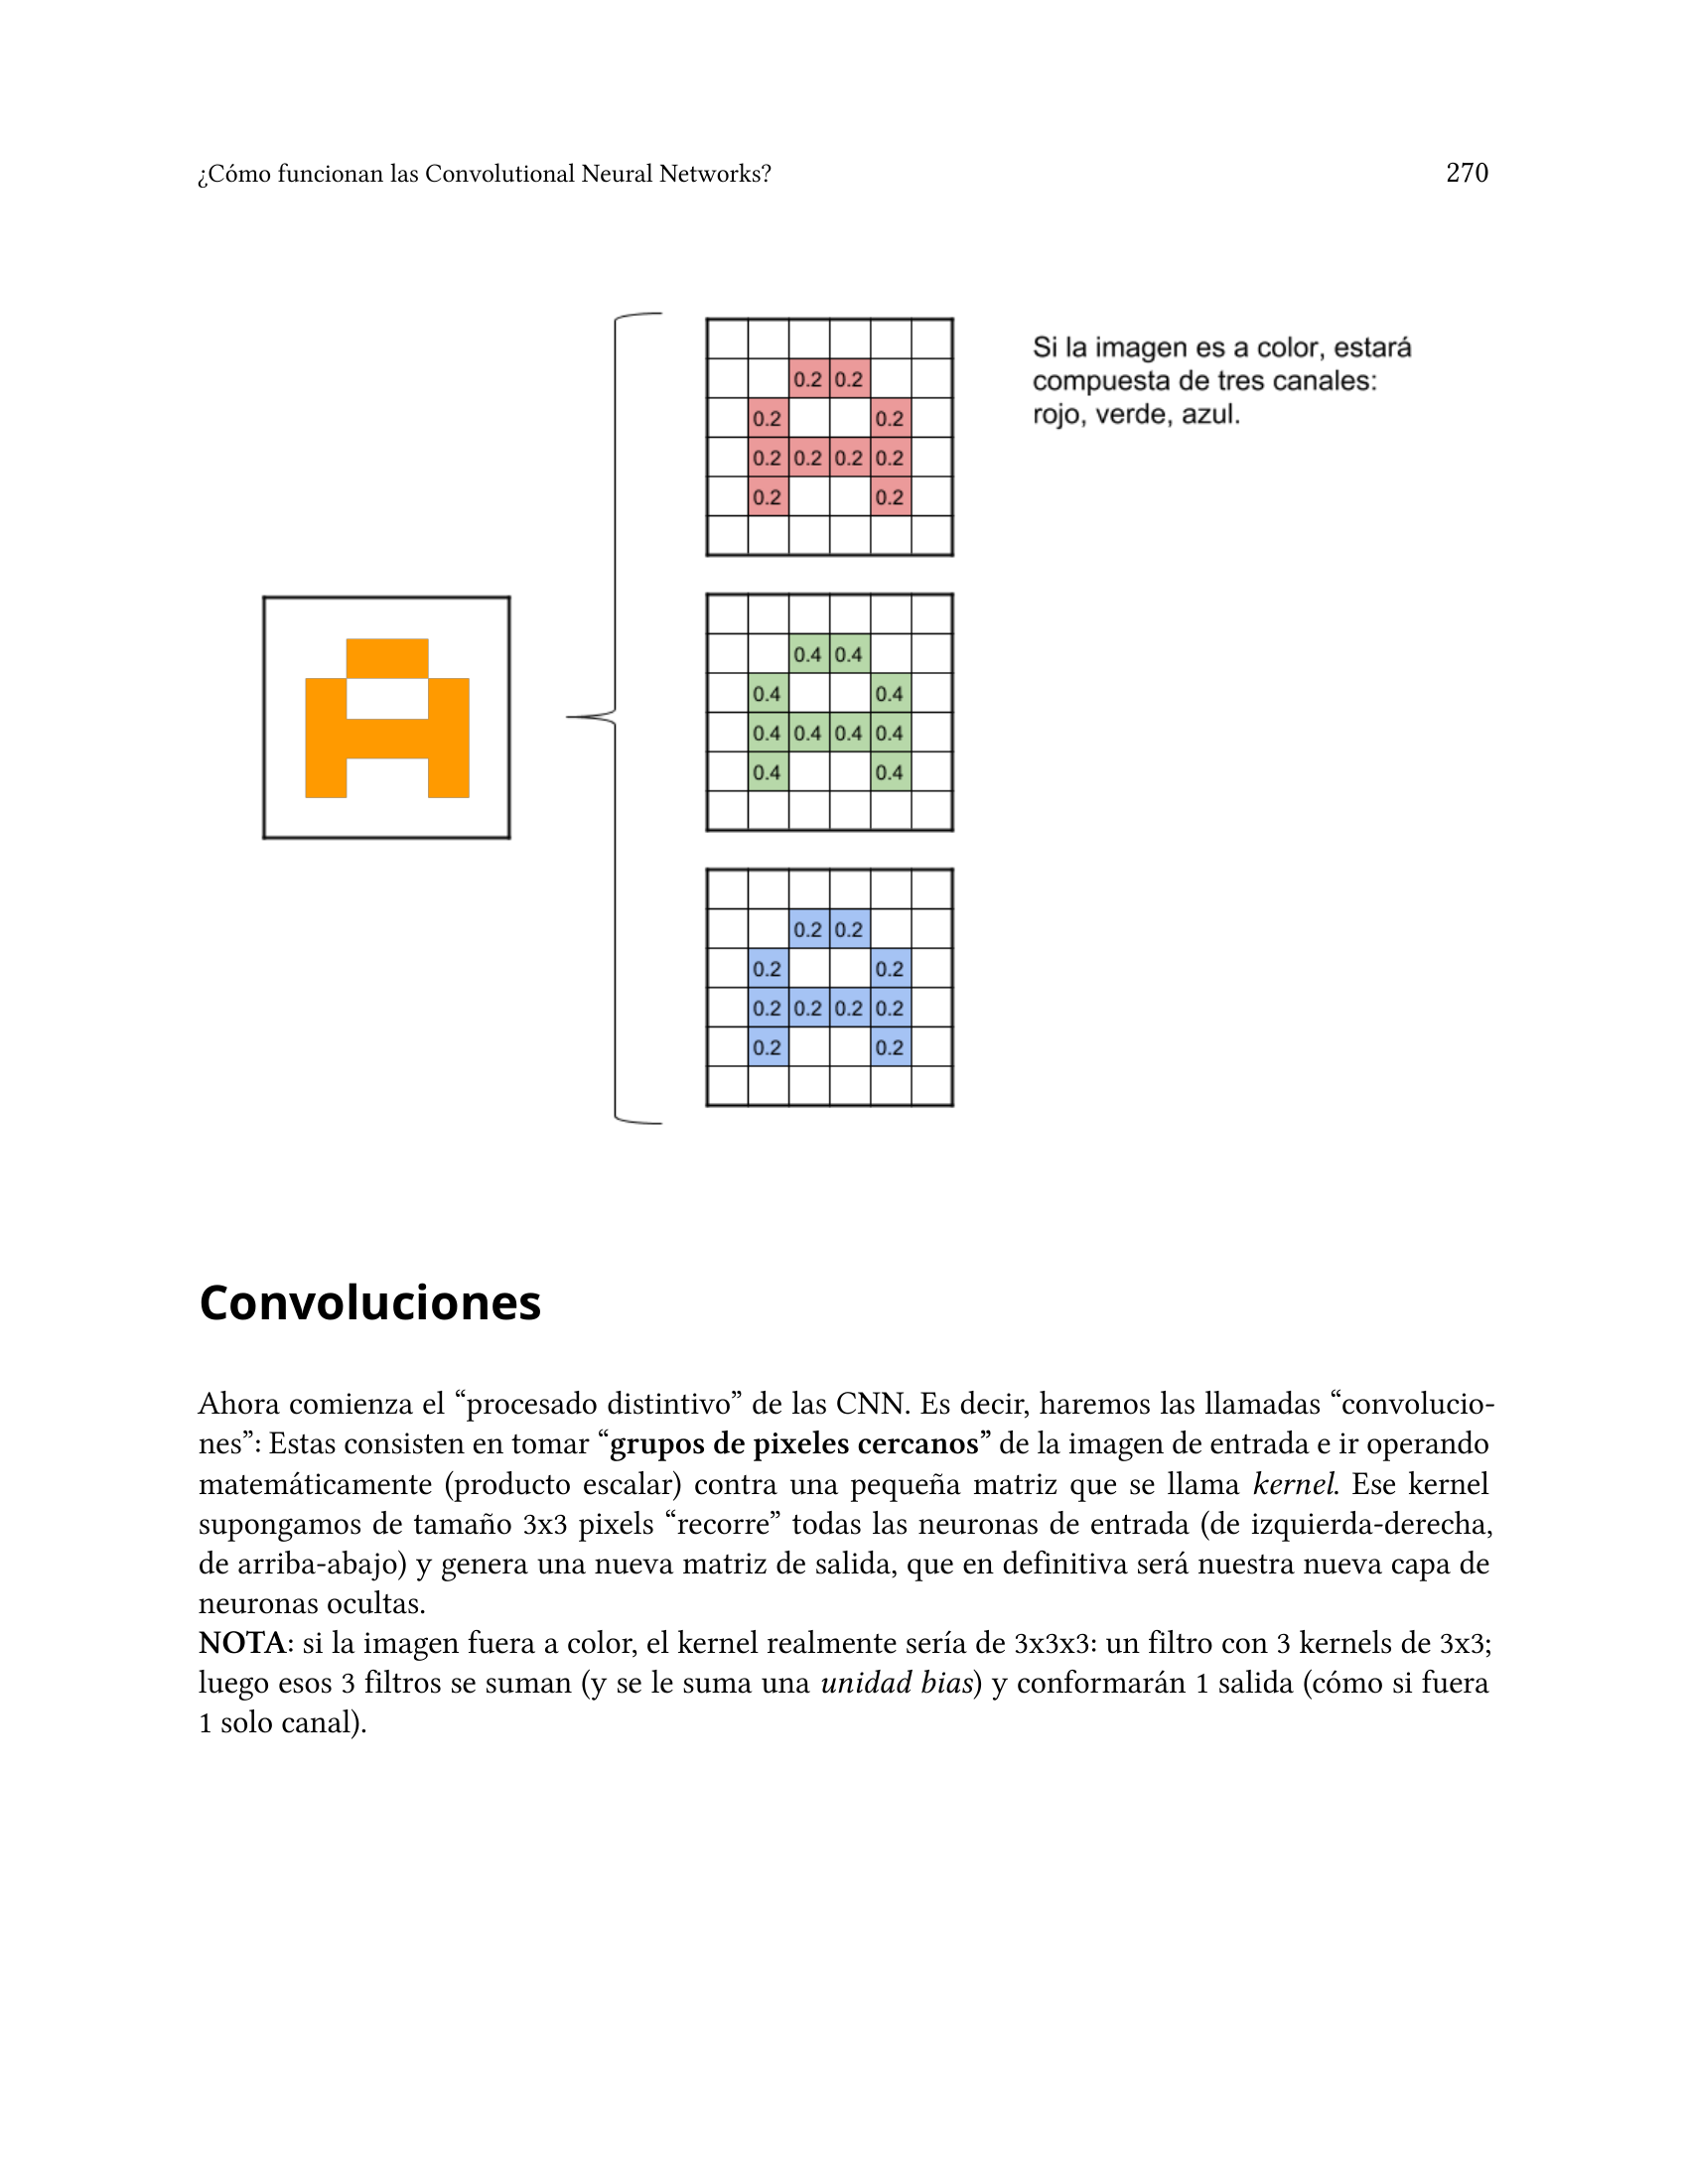 ¿Cómo funcionan las Convolutional Neural Networks?
270
Si la imagen es a color, estará
compuesta de tres canales:
rojo, verde, azul.
0.2 0.2
0.2 0.2
0.2 0.2 0.2 0.2
0.2 0.2
0.4 0.4
0.4 0.4
0.4 0.4 0.4 0.4
0.4 0.4
0.2 0.2
0.2 0.2
0.2 0.2 0.2 0.2
0.2 0.2
Convoluciones
Ahora comienza el “procesado distintivo” de las CNN. Es decir, haremos las llamadas “convolucio-
nes”: Estas consisten en tomar “grupos de pixeles cercanos” de la imagen de entrada e ir operando
matemáticamente (producto escalar) contra una pequeña matriz que se llama kernel. Ese kernel
supongamos de tamaño 3x3 pixels “recorre” todas las neuronas de entrada (de izquierda-derecha,
de arriba-abajo) y genera una nueva matriz de salida, que en definitiva será nuestra nueva capa de
neuronas ocultas.
NOTA: si la imagen fuera a color, el kernel realmente sería de 3x3x3: un filtro con 3 kernels de 3x3;
luego esos 3 filtros se suman (y se le suma una unidad bias) y conformarán 1 salida (cómo si fuera
1 solo canal).